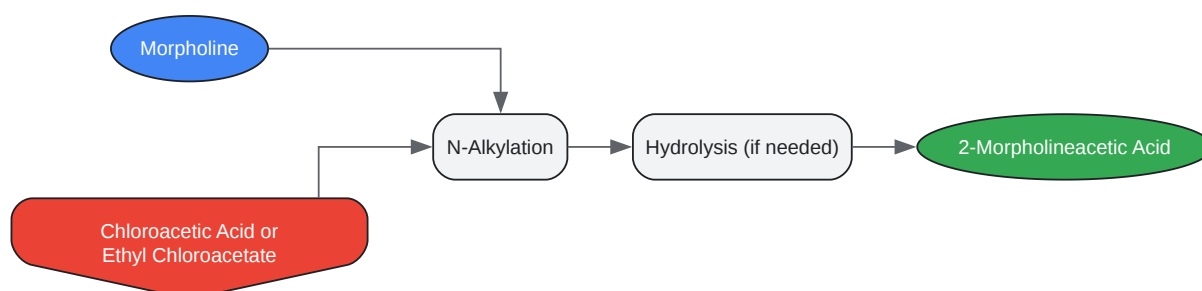 Morpholine
N-Alkylation
Hydrolysis (if needed)
2-Morpholineacetic Acid
Chloroacetic Acid or
Ethyl Chloroacetate